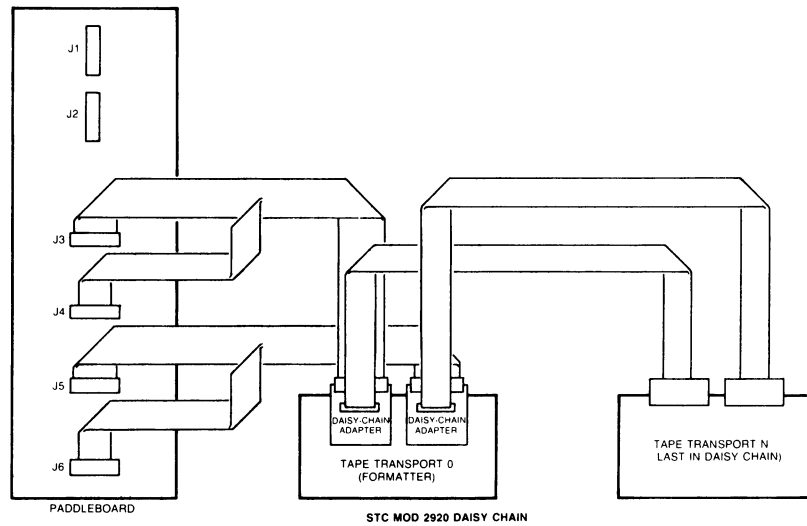 J1
J2
J3
J4
J5
J6
PADDLEBOARD
DAISY-CHAIN
ADAPTER
DAISY-CHAIN
ADAPTER
TAPE TRANSPORT 0
(FORMATTER)
TAPE TRANSPORT N
LAST IN DAISY CHAIN)
STC MOD 2920 DAISY CHAIN